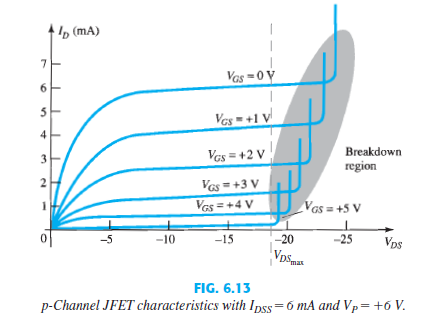 I_D (mA)
7
6
5
4
3
2
1
0
V_GS = 0 V
V_GS = +1 V
V_GS = +2 V
V_GS = +3 V
V_GS = +4 V
V_GS = +5 V
Breakdown
region
-5
-10
-15
-20
-25
V_DS
V_DSmax
FIG. 6.13
p-Channel JFET characteristics with I_DSS = 6 mA and V_P = +6 V.